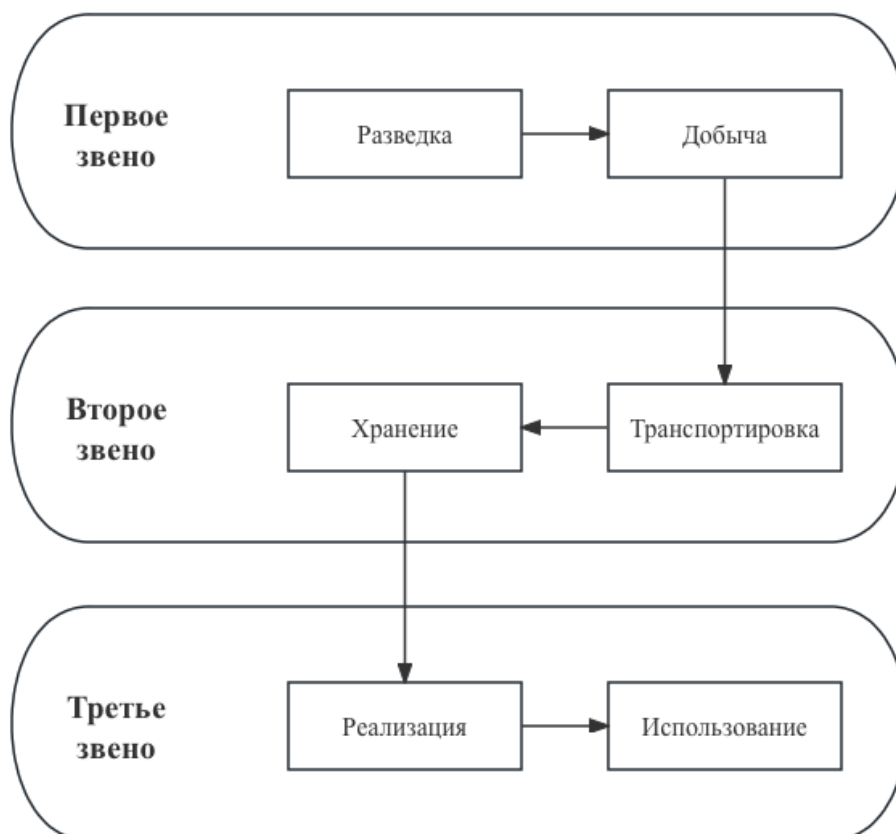 Первое
звено
Разведка
Добыча
Второе
звено
Хранение
Транспортировка
Третье
звено
Реализация
Использование